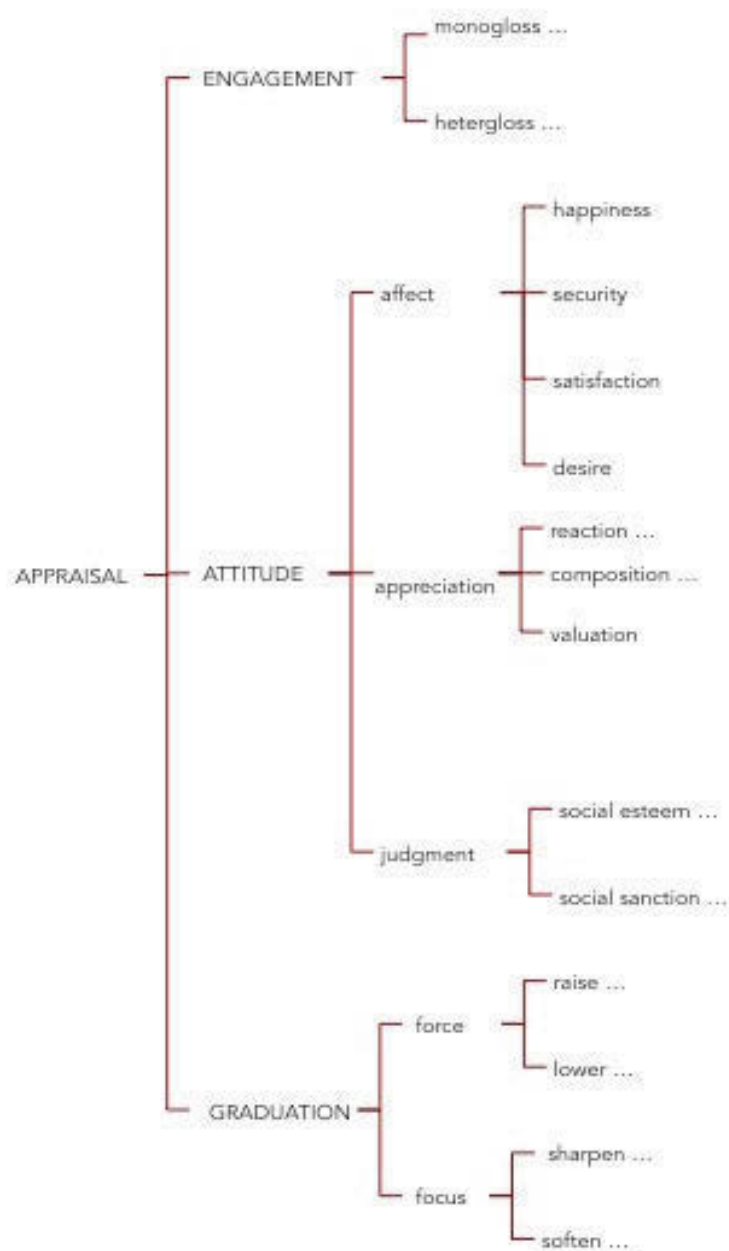 monogloss ...
ENGAGEMENT
hetergloss ...
happiness
affect
security
satisfaction
desire
reaction ...
APPRAISAL
ATTITUDE
appreciation
composition ...
valuation
social esteem ...
judgment
social sanction ...
raise ...
force
lower ...
GRADUATION
sharpen ...
focus
soften ...